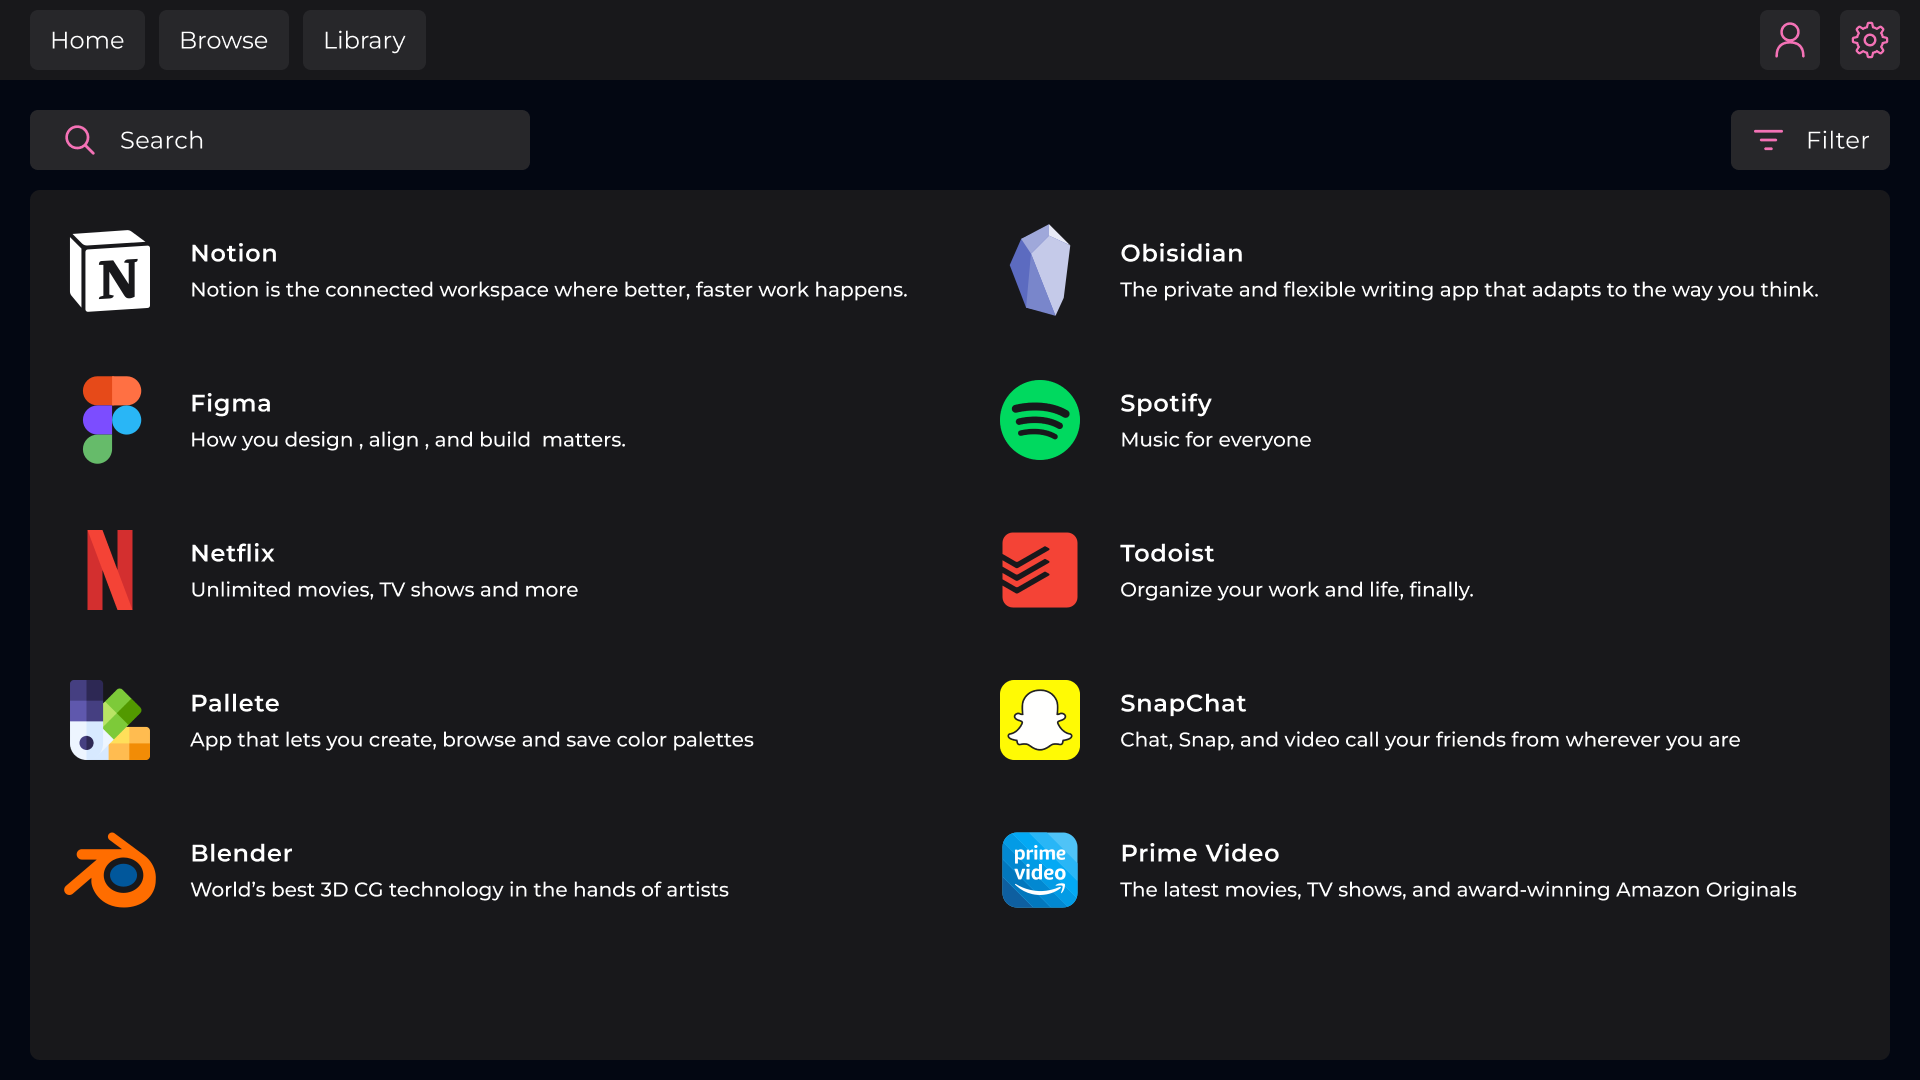 Home Browse Library
Search
Filter
N
Notion
Notion is the connected workspace where better, faster work happens.
Obisidian
The private and flexible writing app that adapts to the way you think.
Figma
How you design , align , and build  matters.
Spotify
Music for everyone
Netflix
Unlimited movies, TV shows and more
Todoist
Organize your work and life, finally.
Pallete
App that lets you create, browse and save color palettes
SnapChat
Chat, Snap, and video call your friends from wherever you are
Blender
World’s best 3D CG technology in the hands of artists
prime
video
Prime Video
The latest movies, TV shows, and award-winning Amazon Originals